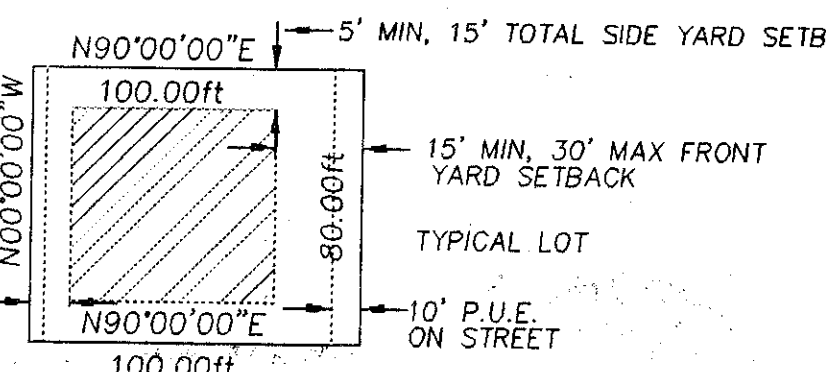 5' MIN, 15' TOTAL SIDE YARD SETB
N90°00'00"E
100.00ft
N00°00'00"W
80.00ft
15' MIN, 30' MAX FRONT
YARD SETBACK
TYPICAL LOT
N90°00'00"E
10' P.U.E.
ON STREET
100.00ft